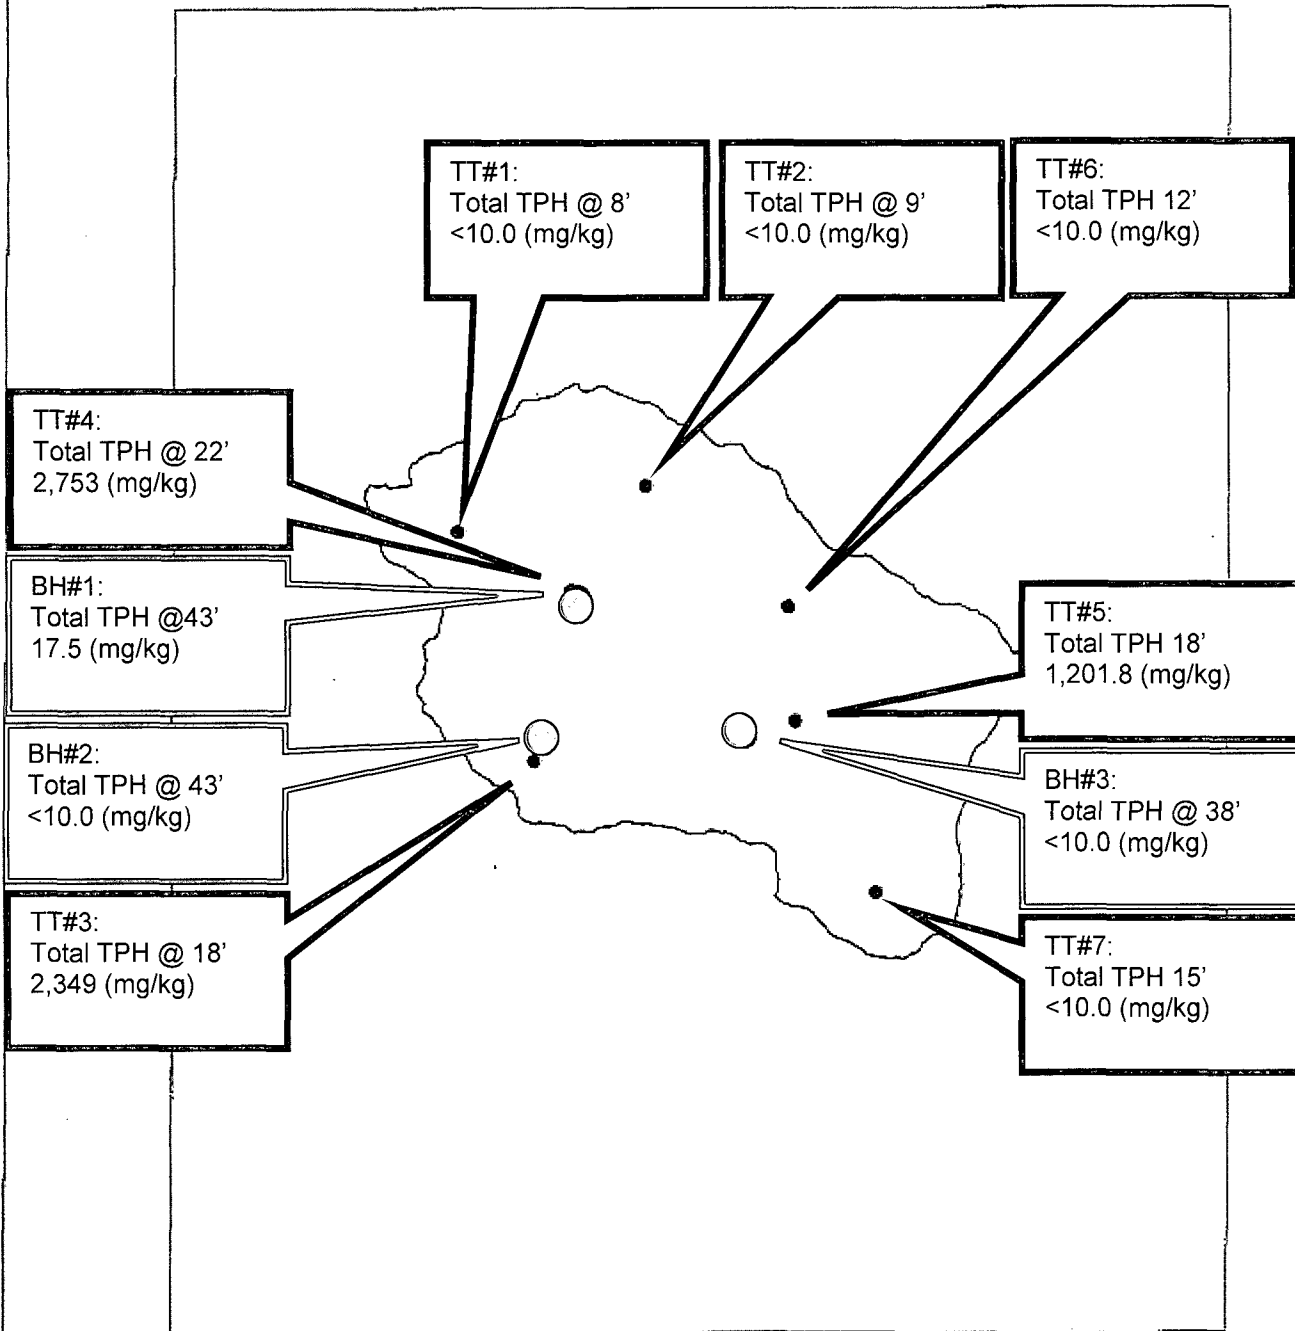 TT#1:
Total TPH @ 8'
<10.0 (mg/kg)
TT#2:
Total TPH @ 9'
<10.0 (mg/kg)
TT#6:
Total TPH 12'
<10.0 (mg/kg)
TT#4:
Total TPH @ 22'
2,753 (mg/kg)
BH#1:
Total TPH @43'
17.5 (mg/kg)
BH#2:
Total TPH @ 43'
<10.0 (mg/kg)
TT#3:
Total TPH @ 18'
2,349 (mg/kg)
TT#5:
Total TPH 18'
1,201.8 (mg/kg)
BH#3:
Total TPH @ 38'
<10.0 (mg/kg)
TT#7:
Total TPH 15'
<10.0 (mg/kg)